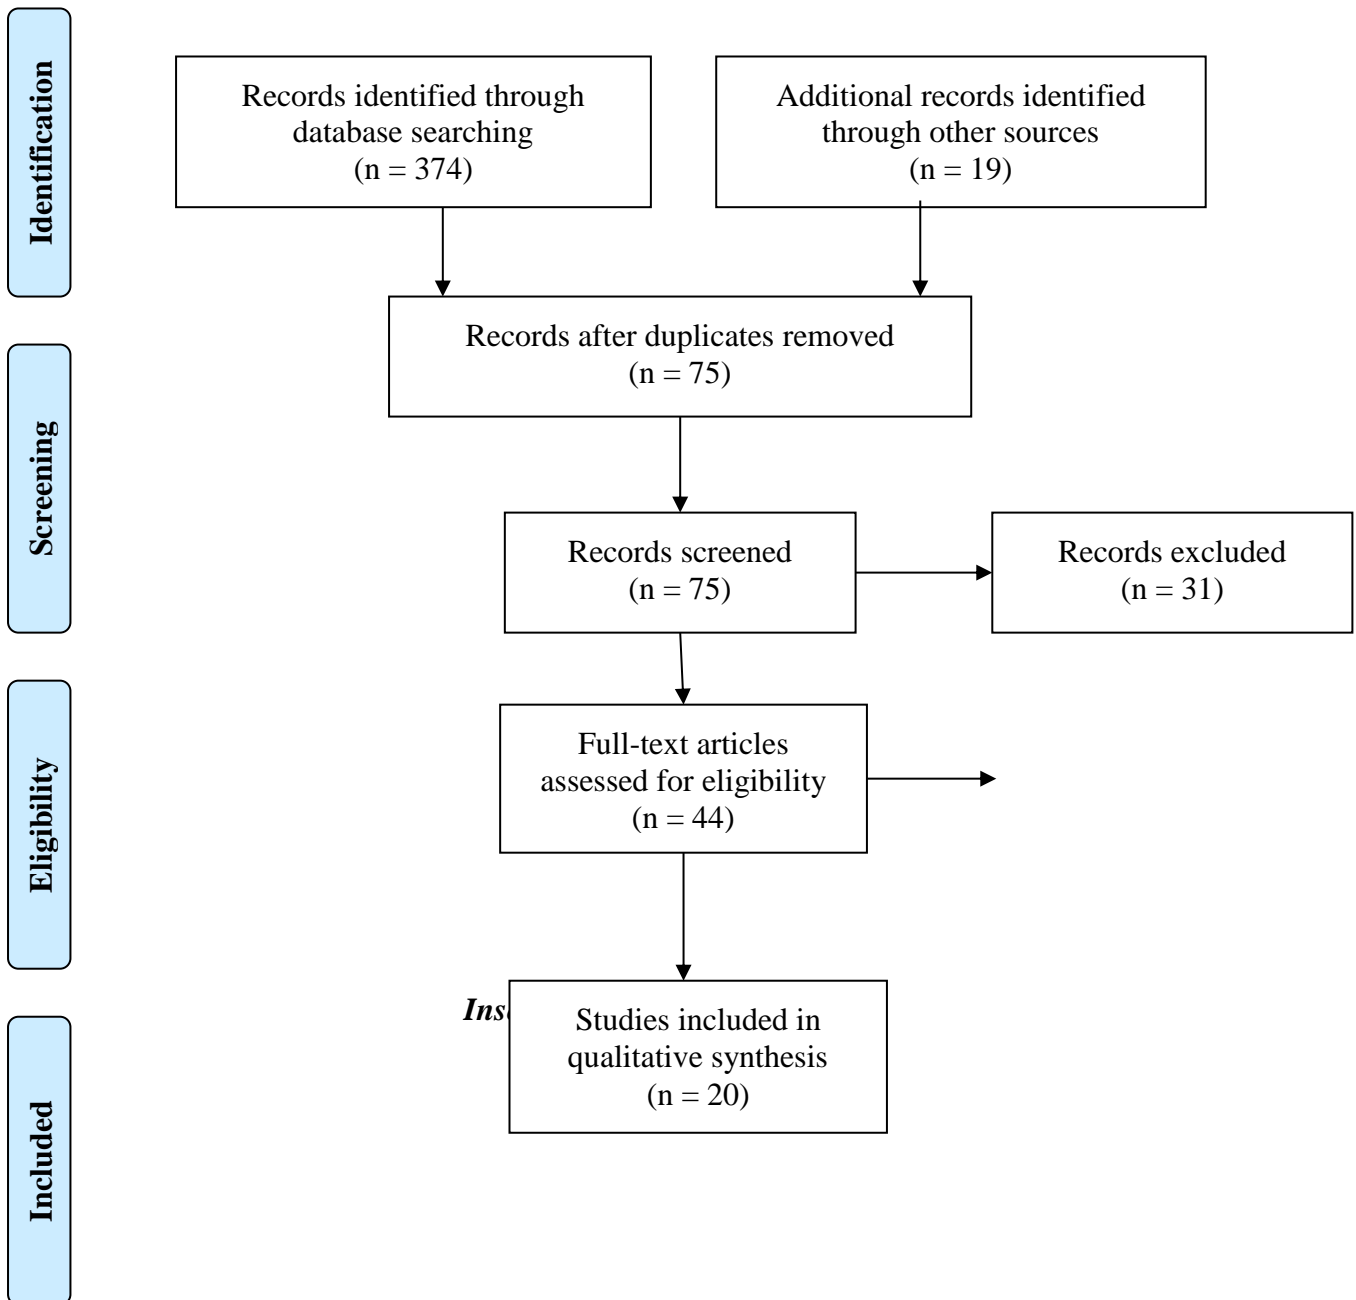 Identification
Records identified through
database searching
(n = 374)
Additional records identified
through other sources
(n = 19)
Records after duplicates removed
(n = 75)
Screening
Records screened
(n = 75)
Records excluded
(n = 31)
Eligibility
Full-text articles
assessed for eligibility
(n = 44)
Included
Studies included in
qualitative synthesis
(n = 20)